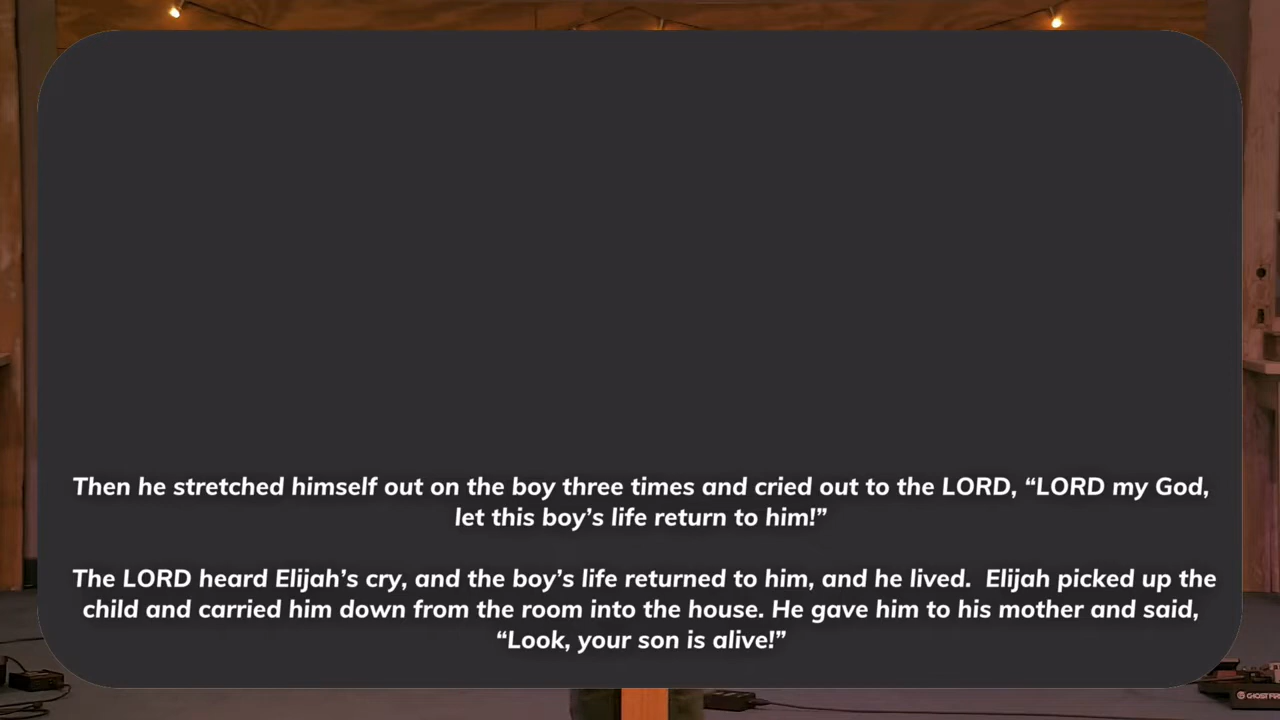 Then he stretched himself out on the boy three times and cried out to the LORD, “LORD my God,
let this boy’s life return to him!”
The LORD heard Elijah’s cry, and the boy’s life returned to him, and he lived.  Elijah picked up the
child and carried him down from the room into the house. He gave him to his mother and said,
“Look, your son is alive!”